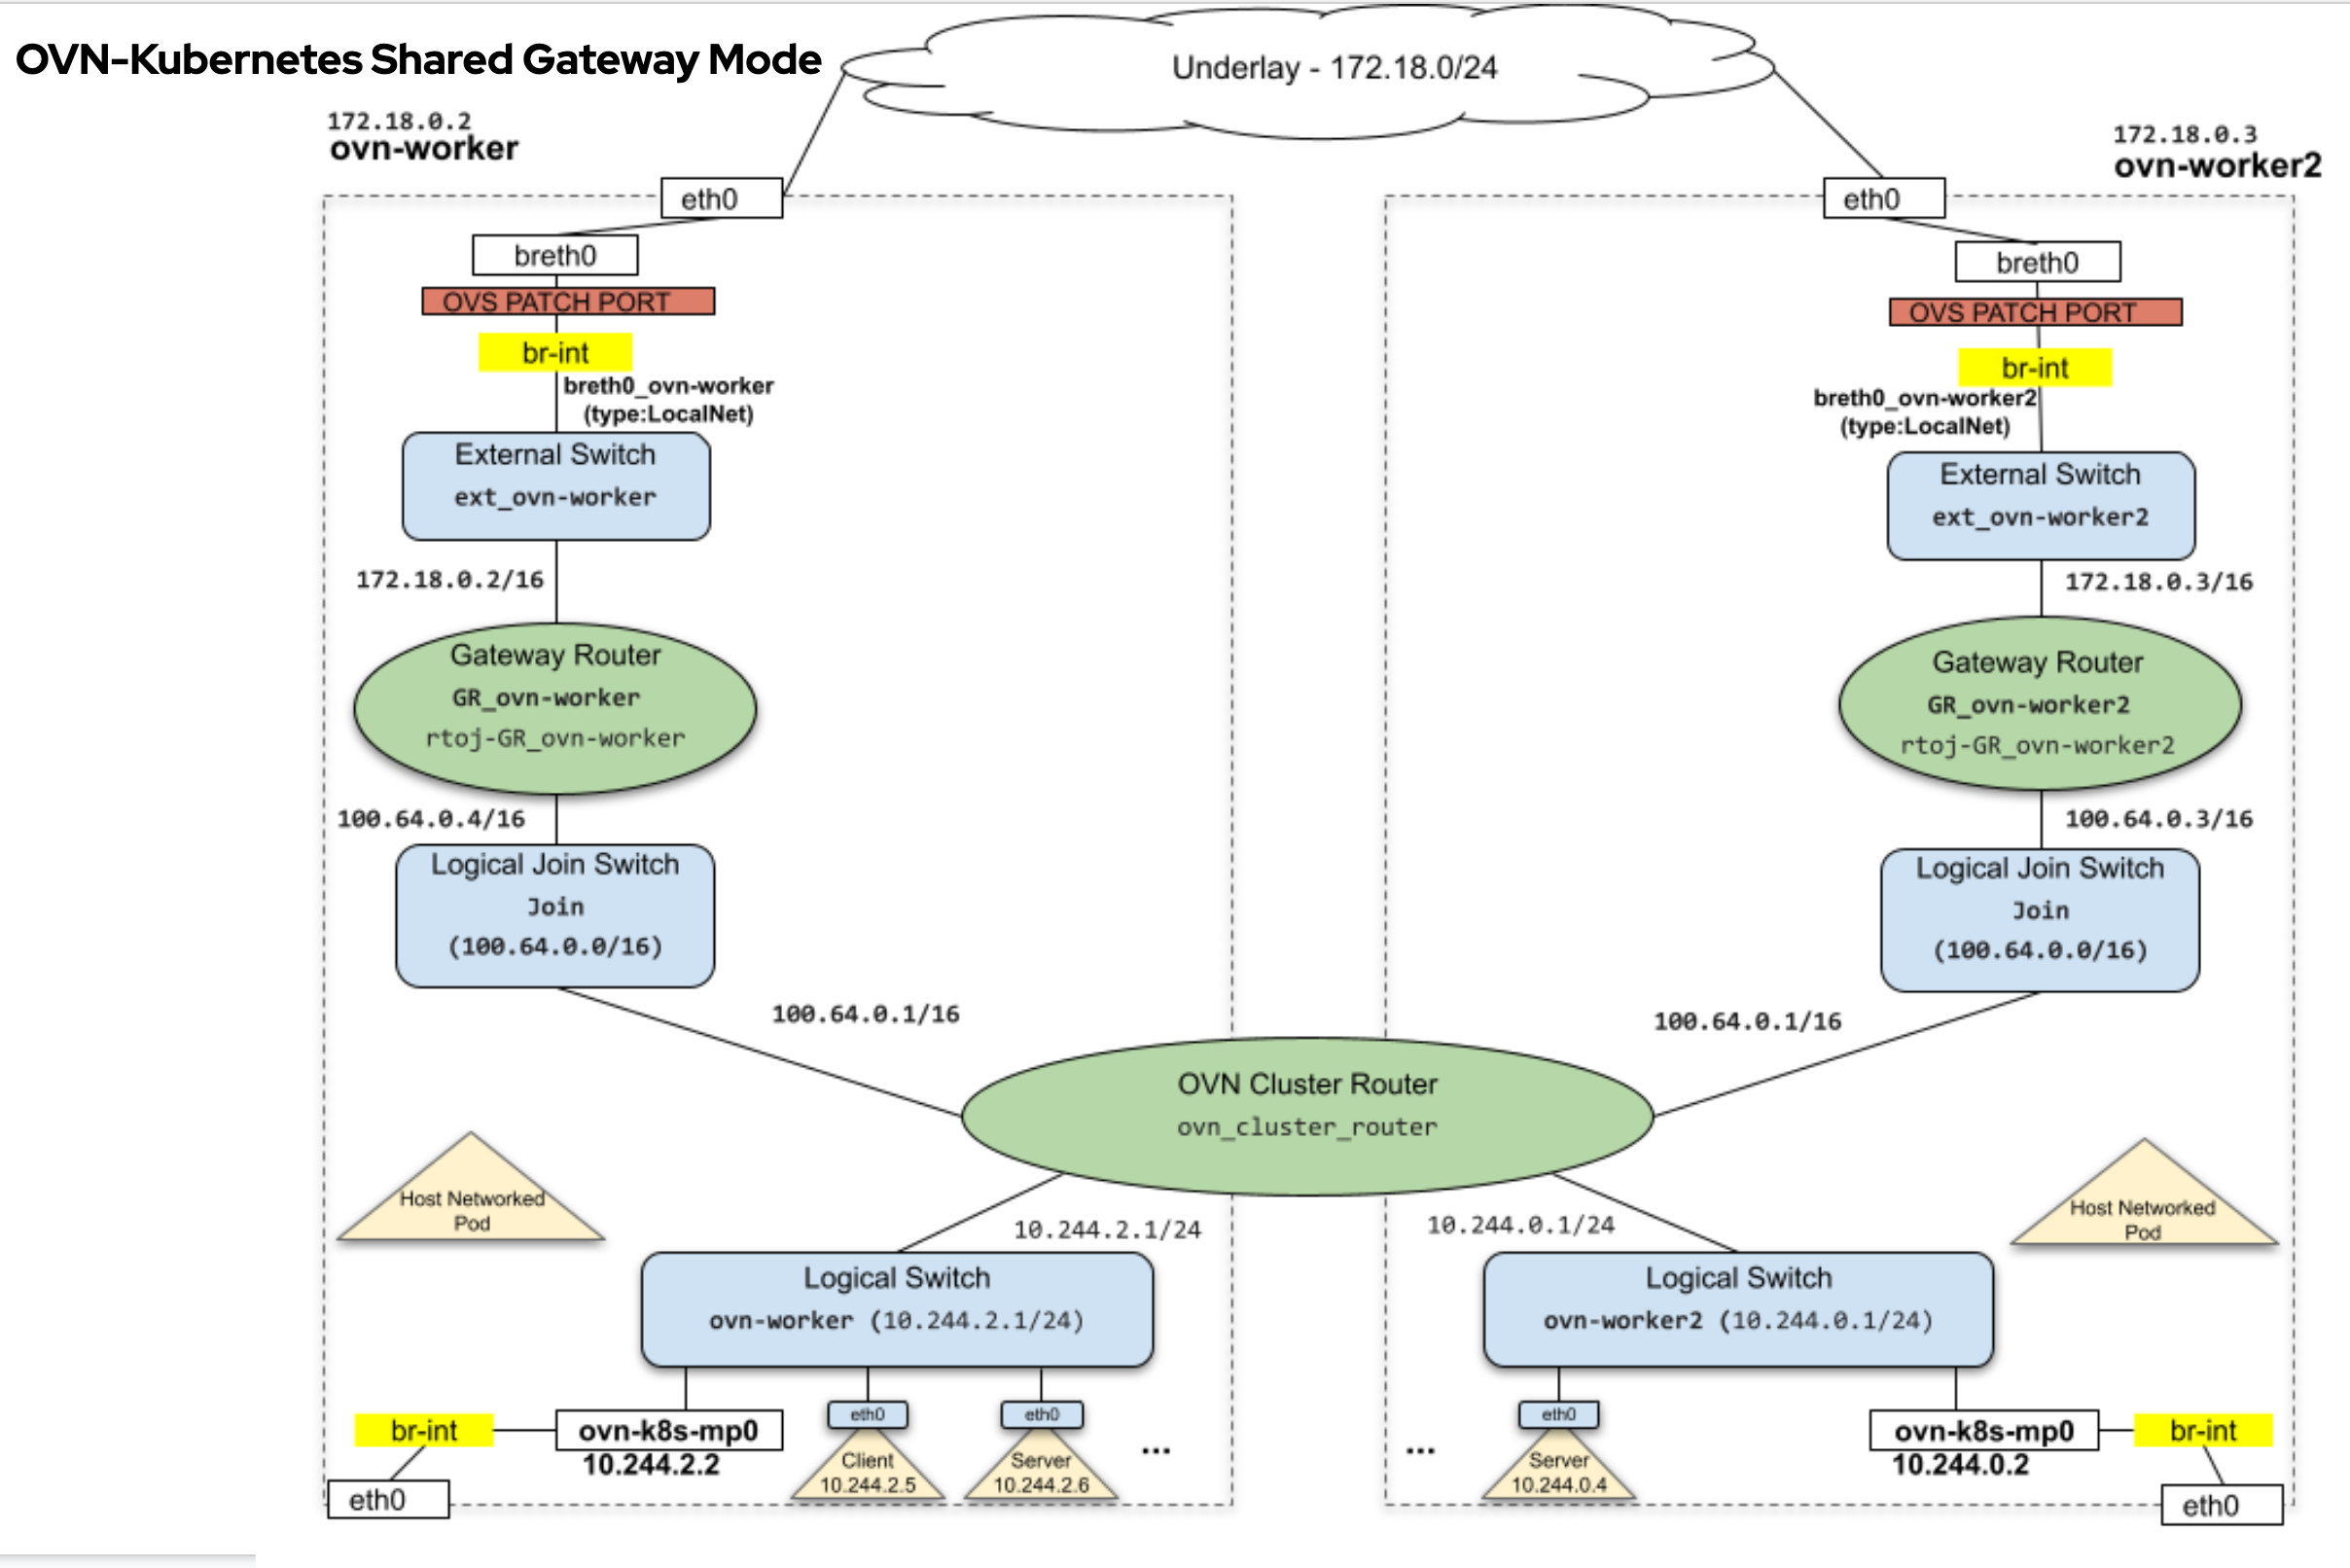 OVN-Kubernetes Shared Gateway Mode
Underlay - 172.18.0/24
172.18.0.2
ovn-worker
eth0
breth0
OVS PATCH PORT
br-int
breth0_ovn-worker
(type:LocalNet)
External Switch
ext_ovn-worker
172.18.0.2/16
Gateway Router
GR_ovn-worker
rtoj-GR_ovn-worker
100.64.0.4/16
Logical Join Switch
Join
(100.64.0.0/16)
100.64.0.1/16
172.18.0.3
ovn-worker2
eth0
breth0
OVS PATCH PORT
br-int
breth0_ovn-worker2
(type:LocalNet)
External Switch
ext_ovn-worker2
172.18.0.3/16
Gateway Router
GR_ovn-worker2
rtoj-GR_ovn-worker2
100.64.0.3/16
Logical Join Switch
Join
(100.64.0.0/16)
100.64.0.1/16
OVN Cluster Router
ovn_cluster_router
Host Networked
Pod
10.244.2.1/24
Logical Switch
ovn-worker (10.244.2.1/24)
br-int
eth0
ovn-k8s-mp0
10.244.2.2
eth0
Client
10.244.2.5
eth0
Server
10.244.2.6
...
10.244.0.1/24
Host Networked
Pod
Logical Switch
ovn-worker2 (10.244.0.1/24)
...
eth0
Server
10.244.0.4
ovn-k8s-mp0
10.244.0.2
br-int
eth0